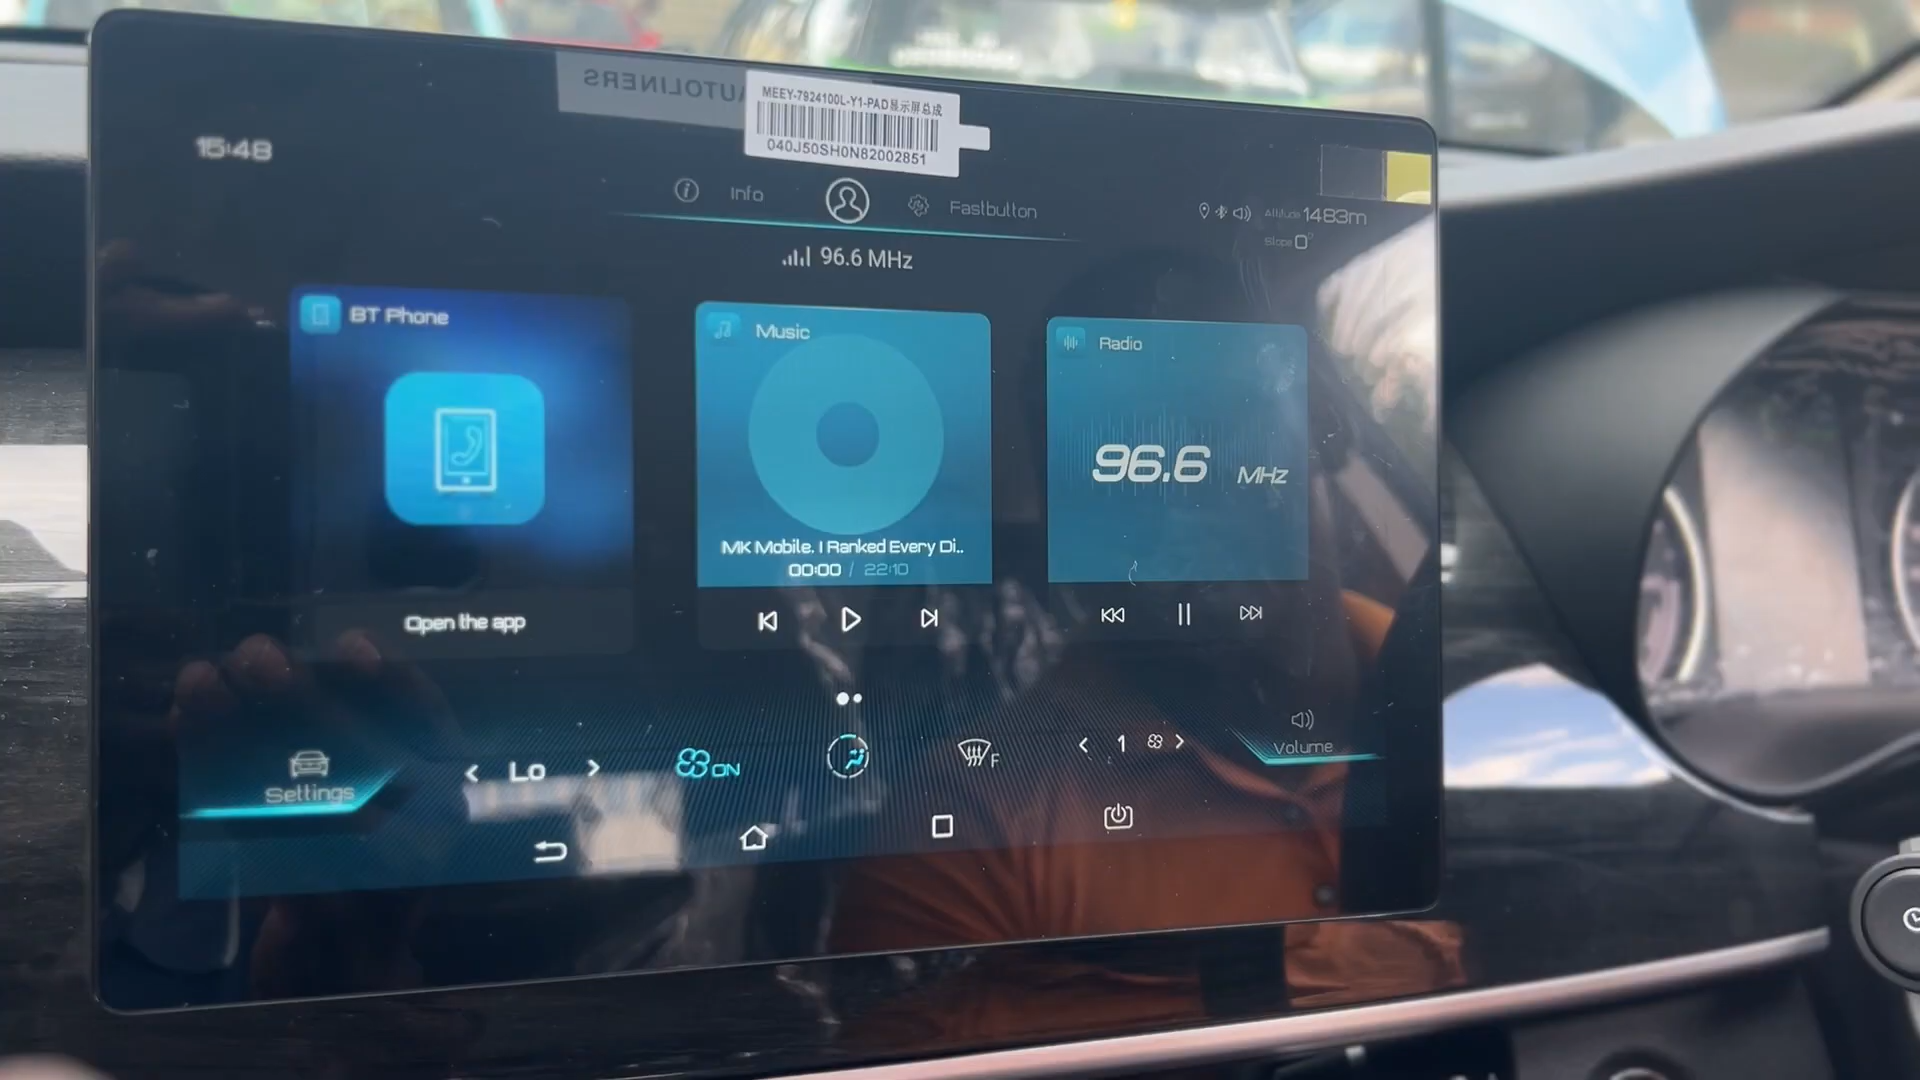 AUTOLINERS
MEEY-7924100L-Y1-PAD显示屏总成
040J50SH0N82002851
15:48
Info
Fastbutton
Altitude 1483m
Slope 0°
96.6 MHz
BT Phone
Music
Radio
96.6 MHz
MK Mobile. I Ranked Every Di..
00:00 / 22:10
Open the app
Settings
Lo
ON
F
1
Volume